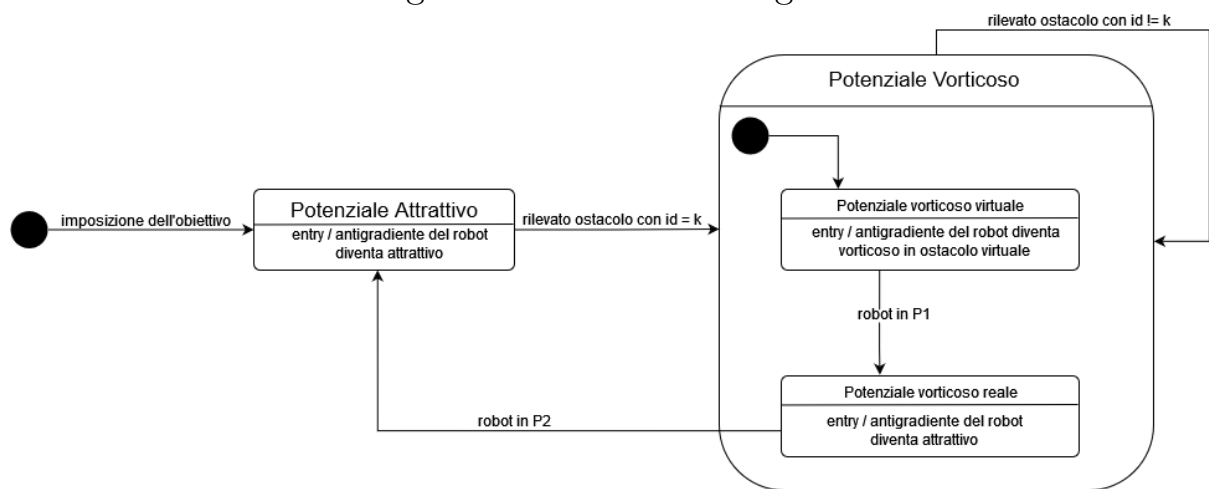 rilevato ostacolo con id != k
Potenziale Vorticoso
imposizione dell'obiettivo
Potenziale Attrattivo
entry / antigradiente del robot
diventa attrattivo
rilevato ostacolo con id = k
Potenziale vorticoso virtuale
entry / antigradiente del robot diventa
vorticoso in ostacolo virtuale
robot in P1
Potenziale vorticoso reale
entry / antigradiente del robot
diventa attrattivo
robot in P2